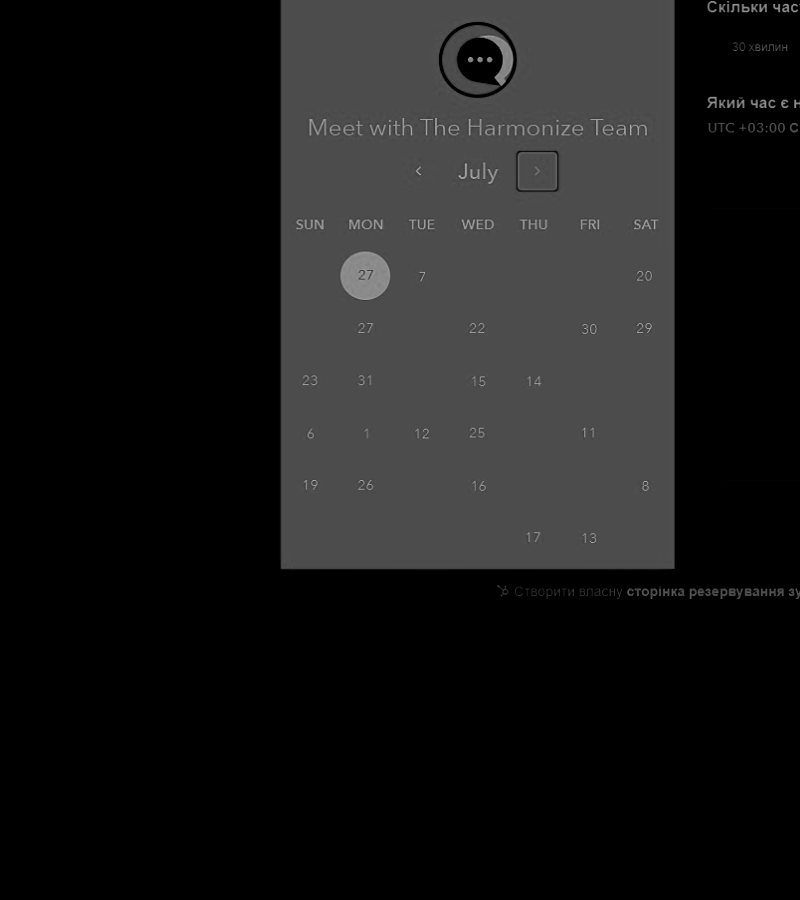 Скільки час
30 хвилин
Який час є н
UTC +03:00 С
Meet with The Harmonize Team
July
SUN MON TUE WED THU FRI SAT
27 7 20
27 22 30 29
23 31 15 14
6 1 12 25 11
19 26 16 8
17 13
Створити власну сторінка резервування зу